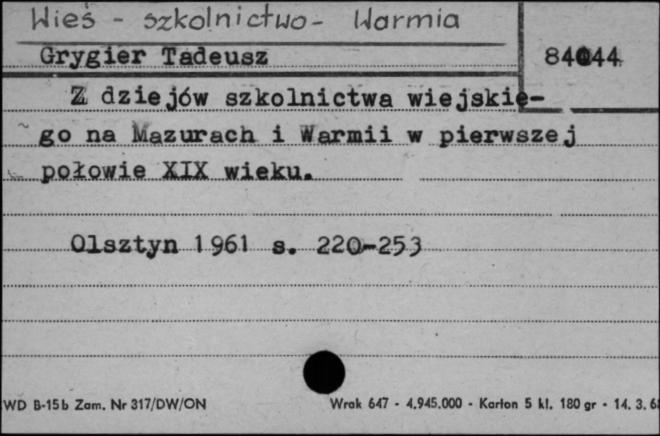 Wieś - szkolnictwo - Warmia
Grygier Tadeusz 84044
Z dziejów szkolnictwa wiejskie-
go na Mazurach i Warmii w pierwszej
połowie XIX wieku.
Olsztyn 1961 s. 220-253
WD B-15b Zam. Nr 317/DW/ON Wrak 647 - 4.945.000 - Karton 5 kl. 180 gr - 14. 3. 6